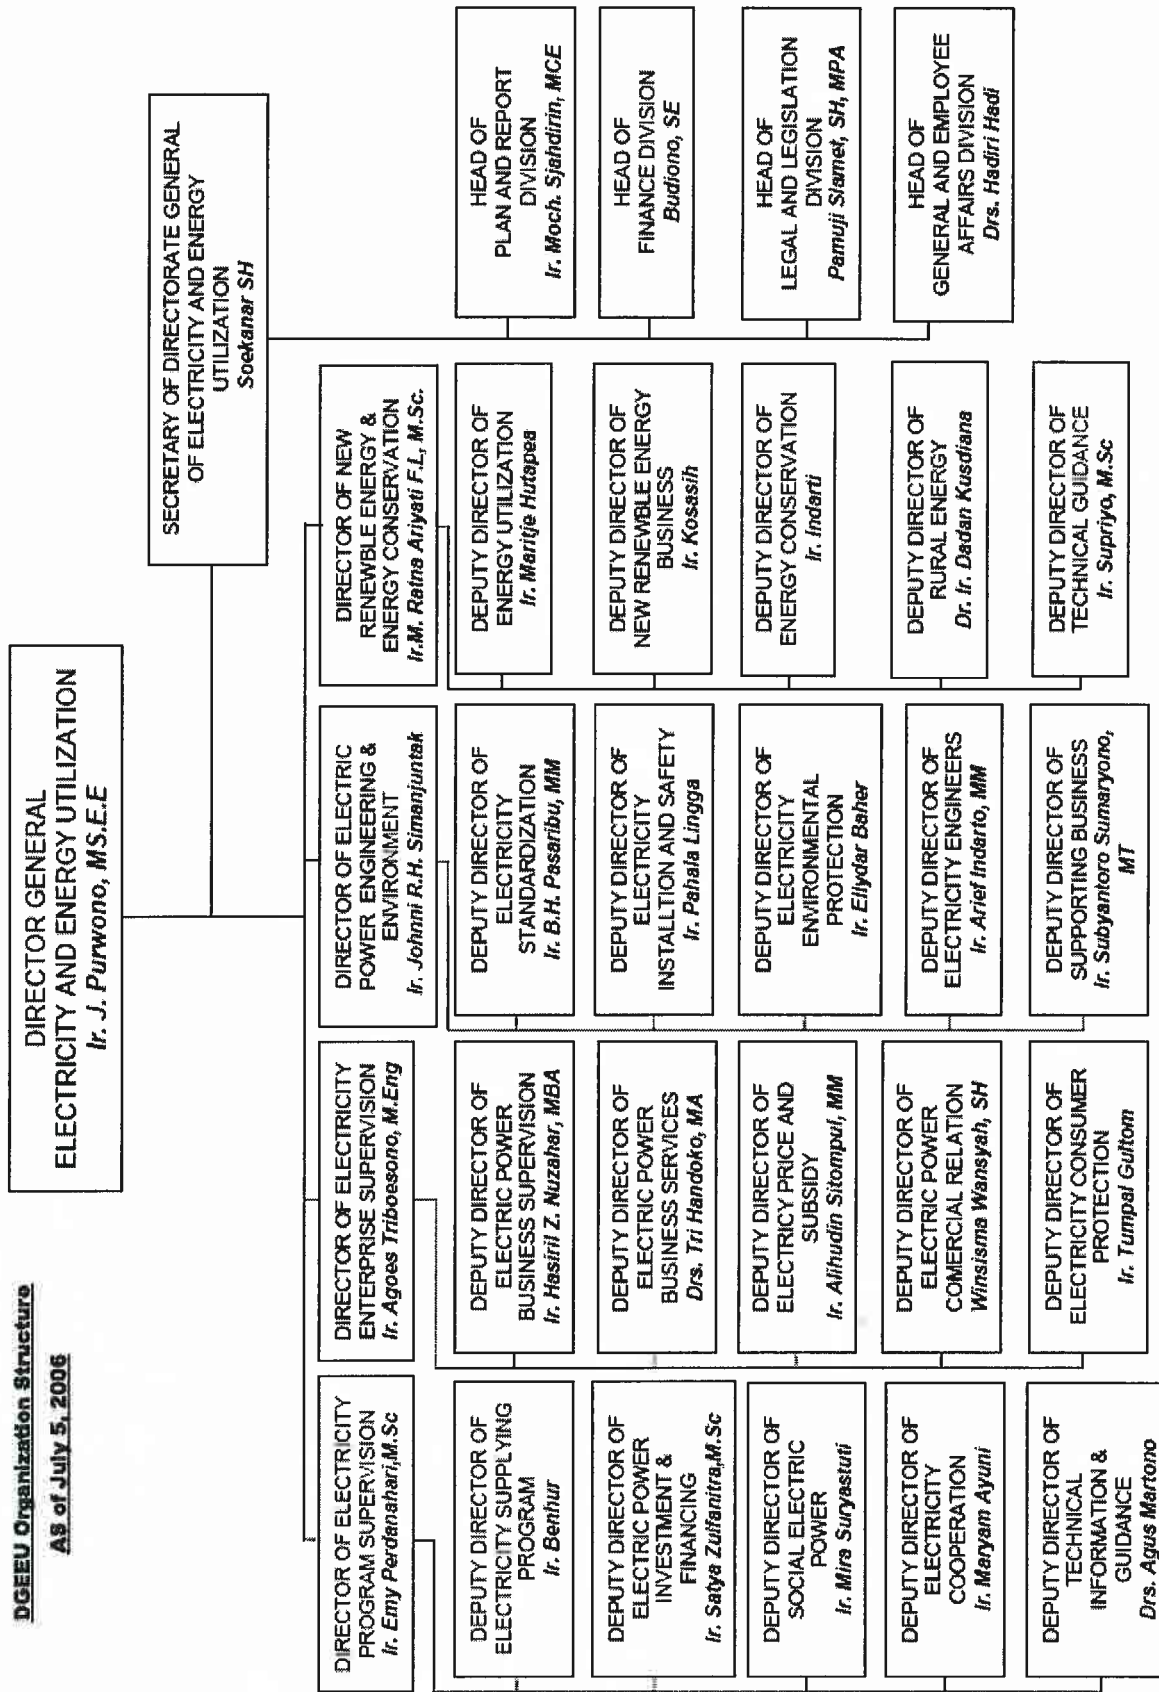 DGEEU Organization Structure
AS of July 5, 2006
DIRECTOR GENERAL
ELECTRICITY AND ENERGY UTILIZATION
Ir. J. Purwono, MS.E.E
SECRETARY OF DIRECTORATE GENERAL
OF ELECTRICITY AND ENERGY
UTILIZATION
Soekanar SH
DIRECTOR OF ELECTRICITY
PROGRAM SUPERVISION
Ir. Emy Perdanahari,M.Sc
DEPUTY DIRECTOR OF
ELECTRICITY SUPPLYING
PROGRAM
Ir. Benhur
DEPUTY DIRECTOR OF
ELECTRIC POWER
INVESTMENT &
FINANCING
Ir. Satya Zulfanitra,M.Sc
DEPUTY DIRECTOR OF
SOCIAL ELECTRIC
POWER
Ir. Mira Suryastuti
DEPUTY DIRECTOR OF
ELECTRICITY
COOPERATION
Ir. Maryam Ayuni
DEPUTY DIRECTOR OF
TECHNICAL
INFORMATION &
GUIDANCE
Drs. Agus Martono
DIRECTOR OF ELECTRICITY
ENTERPRISE SUPERVISION
Ir. Agoes Triboesono, M.Eng
DEPUTY DIRECTOR OF
ELECTRIC POWER
BUSINESS SUPERVISION
Ir. Hasiril Z. Nuzahar, MBA
DEPUTY DIRECTOR OF
ELECTRIC POWER
BUSINESS SERVICES
Drs. Tri Handoko, MA
DEPUTY DIRECTOR OF
ELECTRICY PRICE AND
SUBSIDY
Ir. Alihudin Sitompul, MM
DEPUTY DIRECTOR OF
ELECTRIC POWER
COMERCIAL RELATION
Winsisma Wansyah, SH
DEPUTY DIRECTOR OF
ELECTRICITY CONSUMER
PROTECTION
Ir. Tumpal Gultom
DIRECTOR OF ELECTRIC
POWER ENGINEERING &
ENVIRONMENT
Ir. Johnni R.H. Simanjuntak
DEPUTY DIRECTOR OF
ELECTRICITY
STANDARDIZATION
Ir. B.H. Pasaribu, MM
DEPUTY DIRECTOR OF
ELECTRICITY
INSTALLTION AND SAFETY
Ir. Pahala Lingga
DEPUTY DIRECTOR OF
ELECTRICITY
ENVIRONMENTAL
PROTECTION
Ir. Ellydar Baher
DEPUTY DIRECTOR OF
ELECTRICITY ENGINEERS
Ir. Arief Indarto, MM
DEPUTY DIRECTOR OF
SUPPORTING BUSINESS
Ir. Subyantoro Sumaryono,
MT
DIRECTOR OF NEW
RENEWBLE ENERGY &
ENERGY CONSERVATION
Ir.M. Ratna Ariyati F.L, M.Sc.
DEPUTY DIRECTOR OF
ENERGY UTILIZATION
Ir. Maritje Hutapea
DEPUTY DIRECTOR OF
NEW RENEWABLE ENERGY
BUSINESS
Ir. Kosasih
DEPUTY DIRECTOR OF
ENERGY CONSERVATION
Ir. Indarti
DEPUTY DIRECTOR OF
RURAL ENERGY
Dr. Ir. Dadan Kusdiana
DEPUTY DIRECTOR OF
TECHNICAL GUIDANCE
Ir. Supriyo, M.Sc
HEAD OF
PLAN AND REPORT
DIVISION
Ir. Moch. Sjahdirin, MCE
HEAD OF
FINANCE DIVISION
Budiono, SE
HEAD OF
LEGAL AND LEGISLATION
DIVISION
Pamuji Slamet, SH, MPA
HEAD OF
GENERAL AND EMPLOYEE
AFFAIRS DIVISION
Drs. Hadiri Hadi